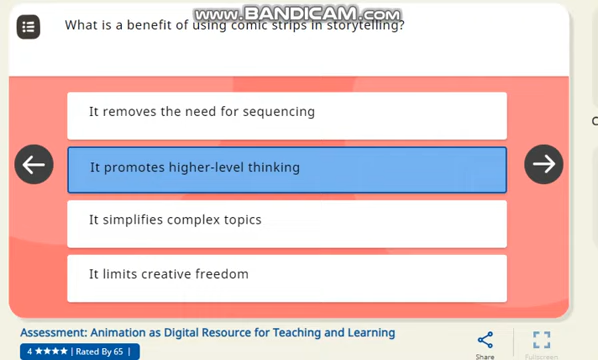 www.BANDICAM.com
What is a benefit of using comic strips in storytelling?
It removes the need for sequencing
It promotes higher-level thinking
It simplifies complex topics
It limits creative freedom
Assessment: Animation as Digital Resource for Teaching and Learning
4 ★★★★ | Rated By 65 |
Share
Fullscreen